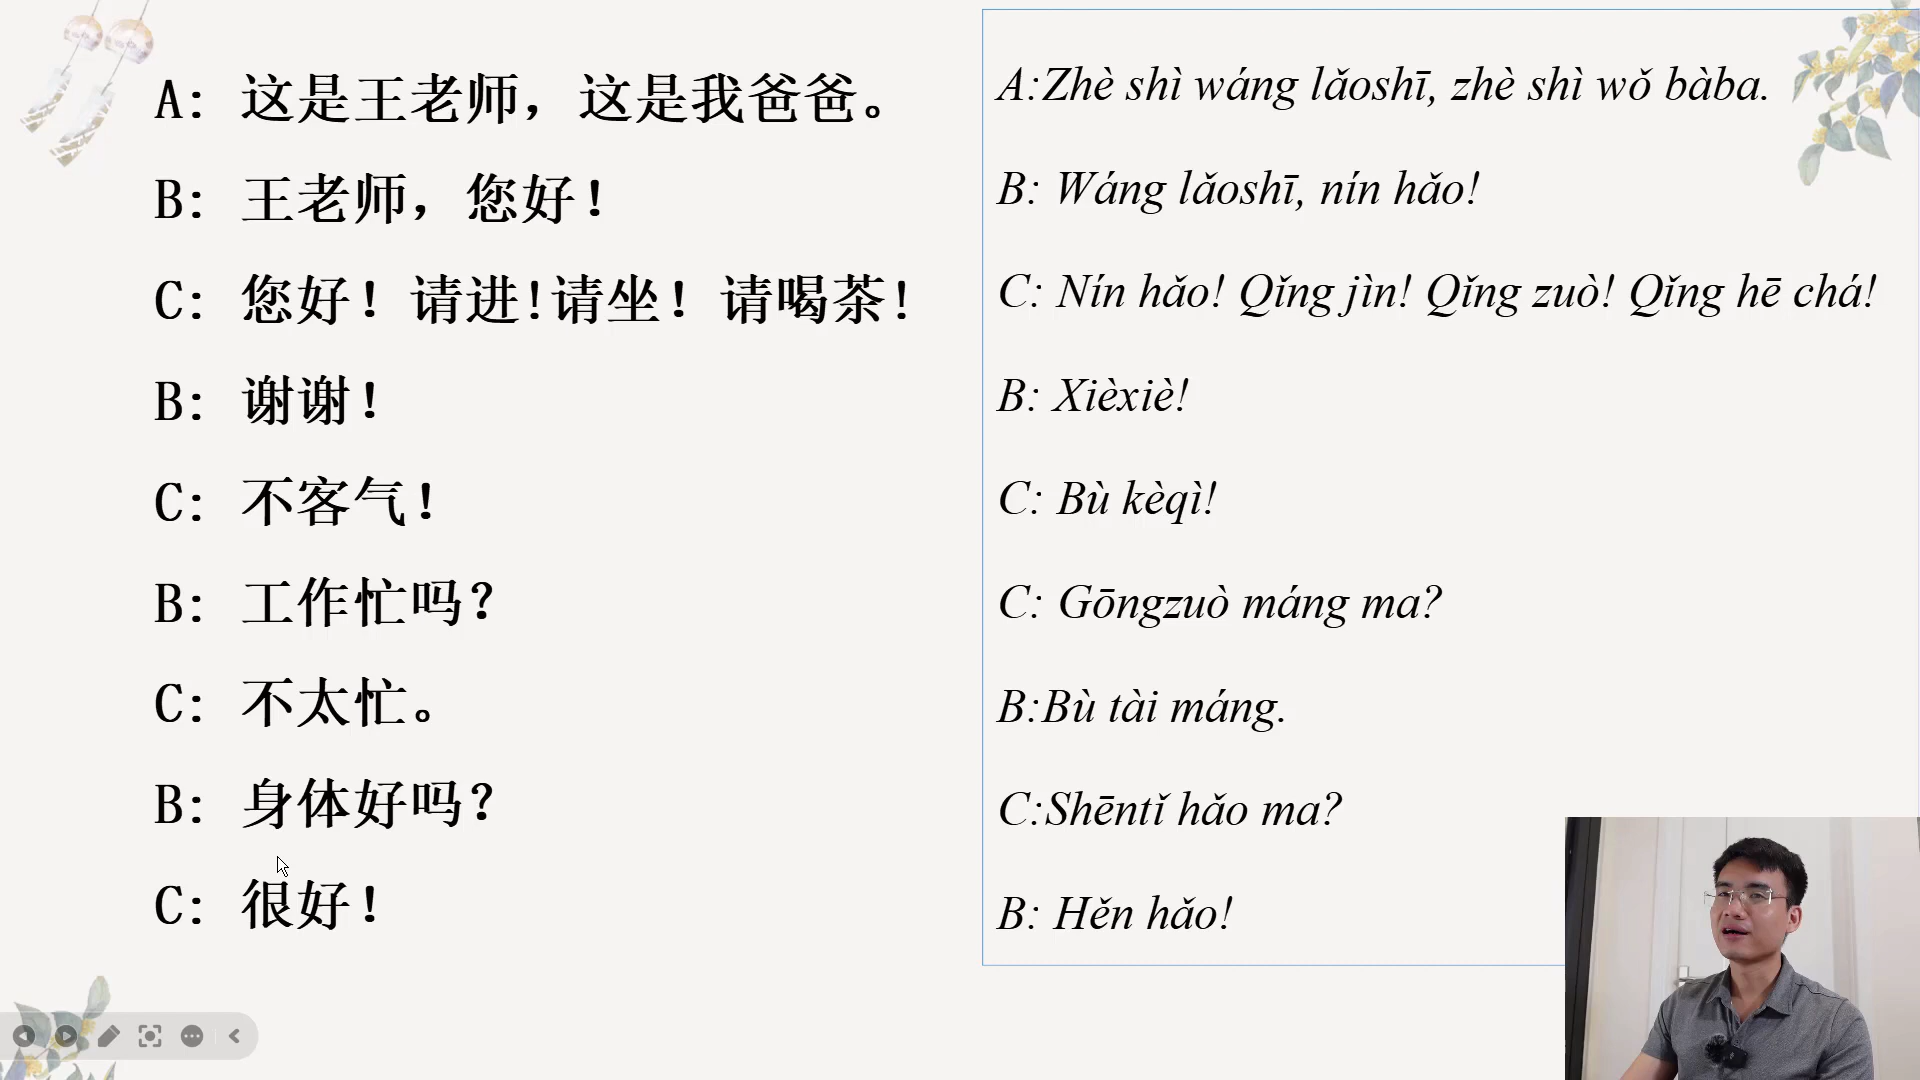 A: 这是王老师，这是我爸爸。
B: 王老师，您好！
C: 您好！请进!请坐！请喝茶!
B: 谢谢！
C: 不客气！
B: 工作忙吗？
C: 不太忙。
B: 身体好吗？
C: 很好！
A:Zhè shì wáng lǎoshī, zhè shì wǒ bàba.
B: Wáng lǎoshī, nín hǎo!
C: Nín hǎo! Qǐng jìn! Qǐng zuò! Qǐng hē chá!
B: Xièxiè!
C: Bù kèqì!
C: Gōngzuò máng ma?
B:Bù tài máng.
C:Shēntǐ hǎo ma?
B: Hěn hǎo!